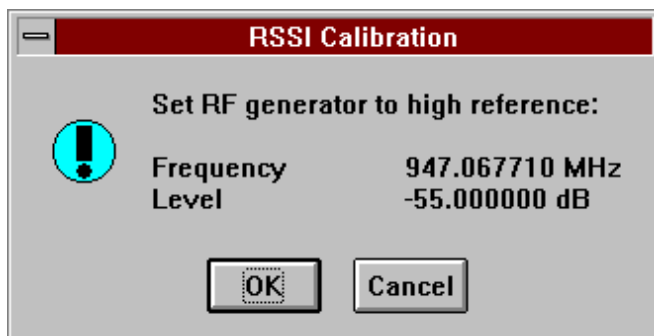 RSSI Calibration
Set RF generator to high reference:
Frequency 947.067710 MHz
Level -55.000000 dB
OK Cancel